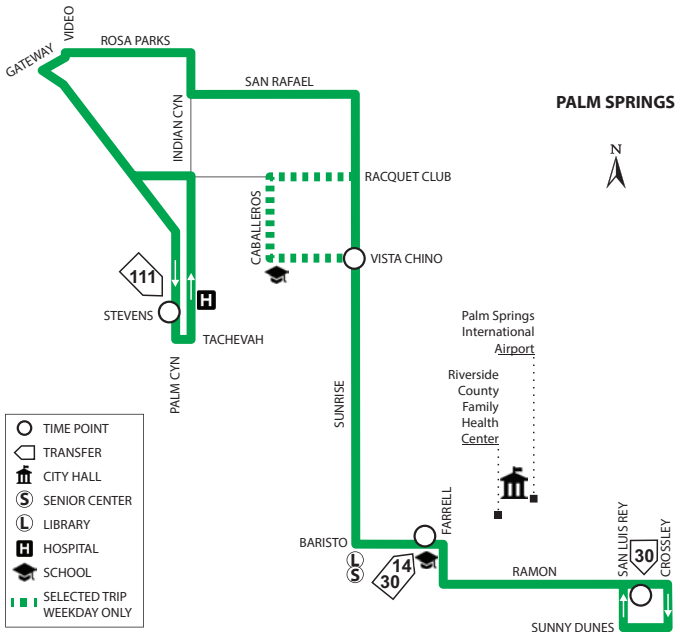 VIDEO
GATEWAY
ROSA PARKS
SAN RAFAEL
PALM SPRINGS
N
INDIAN CYN
CABALLEROS
RACQUET CLUB
VISTA CHINO
111
H
STEVENS
TACHEVAH
PALM CYN
SUNRISE
Palm Springs
International
Airport
Riverside
County
Family
Health
Center
TIME POINT
TRANSFER
CITY HALL
S SENIOR CENTER
L LIBRARY
H HOSPITAL
SCHOOL
SELECTED TRIP
WEEKDAY ONLY
BARISTO
L
S
14
30
FARRELL
RAMON
SAN LUIS REY
30
CROSSLEY
SUNNY DUNES